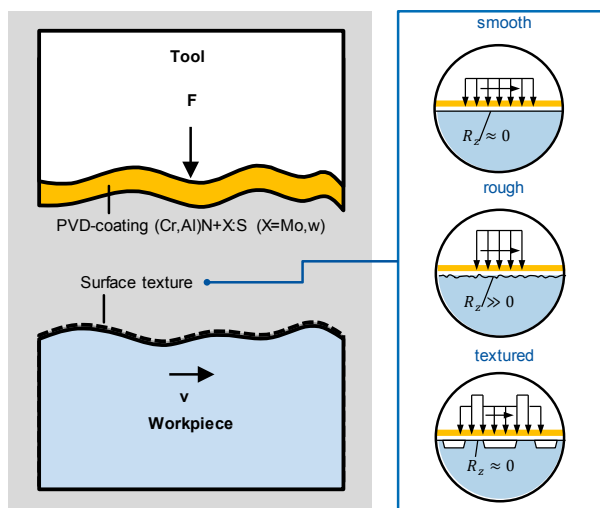 Tool
F
PVD-coating (Cr,Al)N+X:S (X=Mo,w)
Surface texture
v
Workpiece
smooth
R_z ≈ 0
rough
R_z ≫ 0
textured
R_z ≈ 0